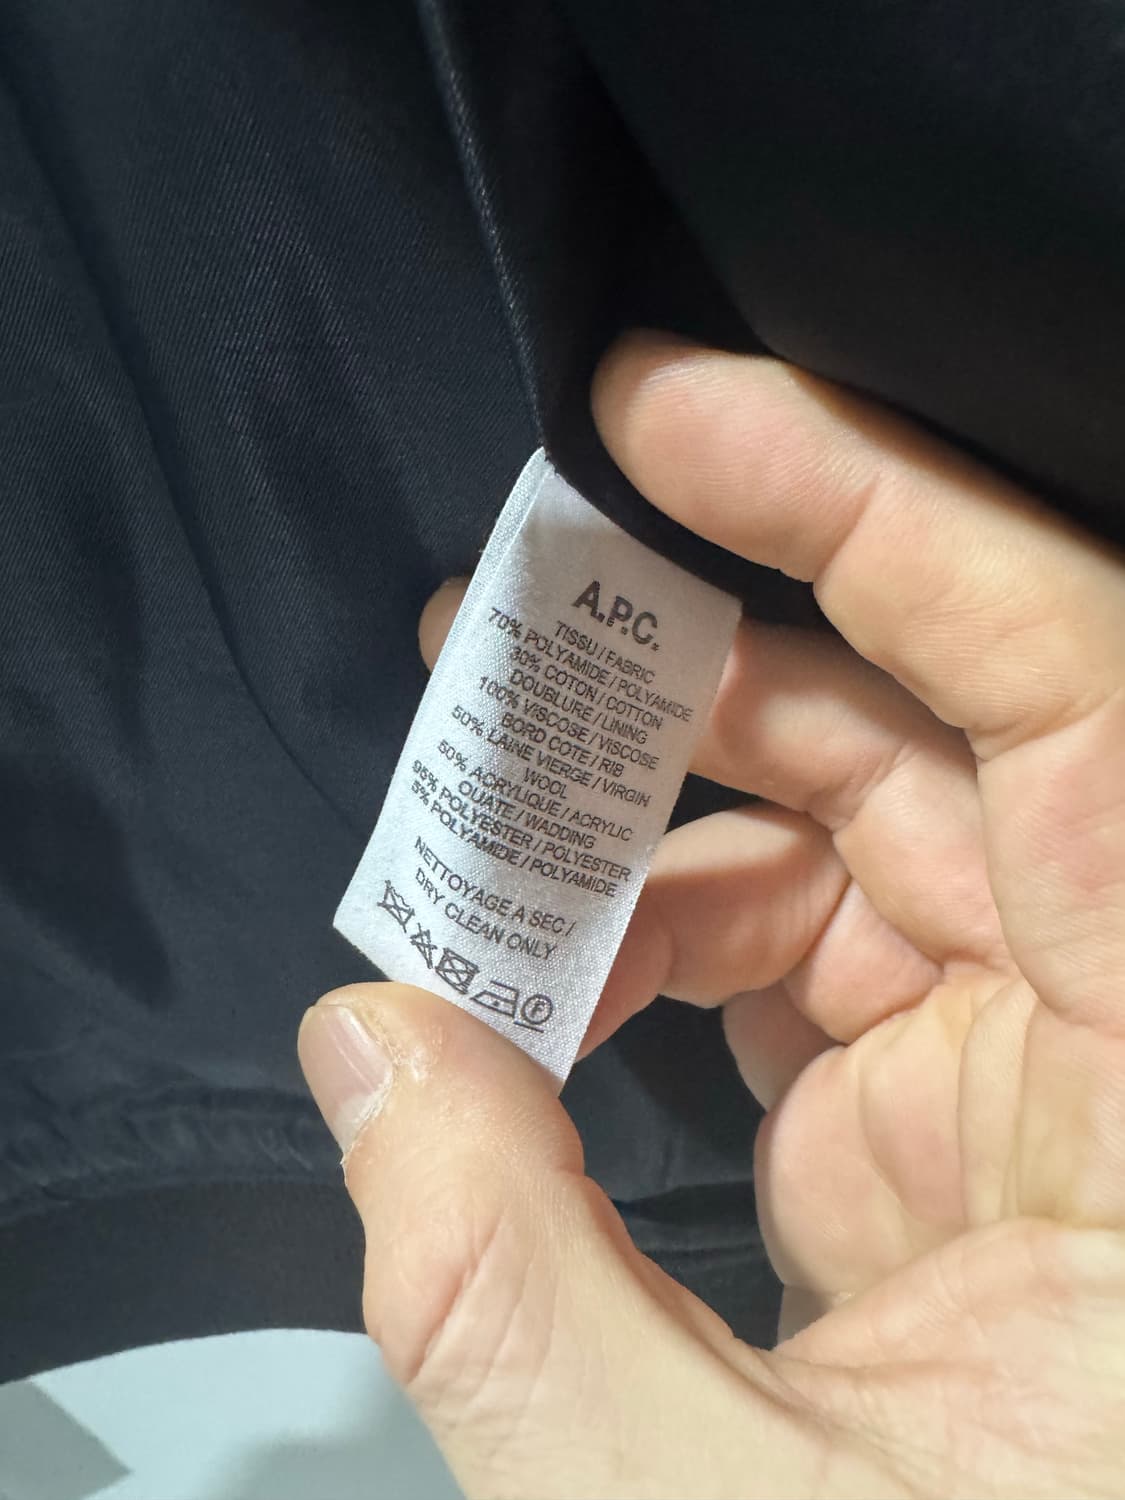 A.P.C.
TISSU / FABRIC
70% POLYAMIDE / POLYAMIDE
30% COTON / COTTON
DOUBLURE / LINING
100% VISCOSE / VISCOSE
BORD COTE / RIB
50% LAINE VIERGE / VIRGIN
WOOL
50% ACRYLIQUE / ACRYLIC
OUATE / WADDING
95% POLYESTER / POLYESTER
5% POLYAMIDE / POLYAMIDE
NETTOYAGE A SEC /
DRY CLEAN ONLY
F